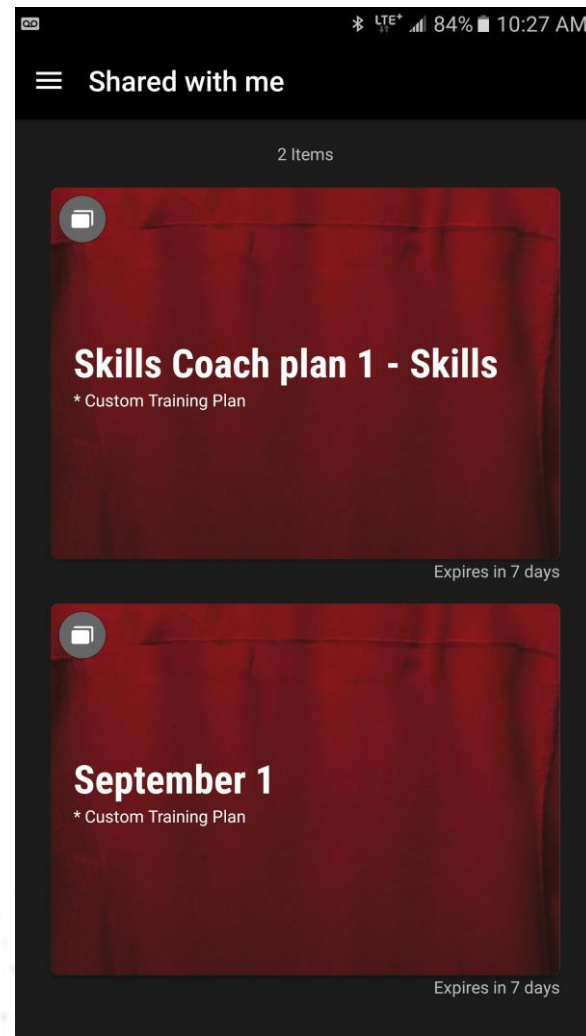 LTE+ 84% 10:27 AM
Shared with me
2 Items
Skills Coach plan 1 - Skills
* Custom Training Plan
Expires in 7 days
September 1
* Custom Training Plan
Expires in 7 days